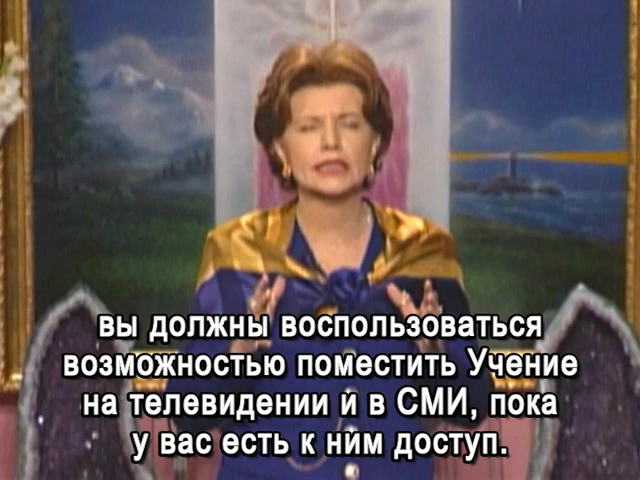 вы должны воспользоваться
возможностью поместить Учение
на телевидении и в СМИ, пока
у вас есть к ним доступ.